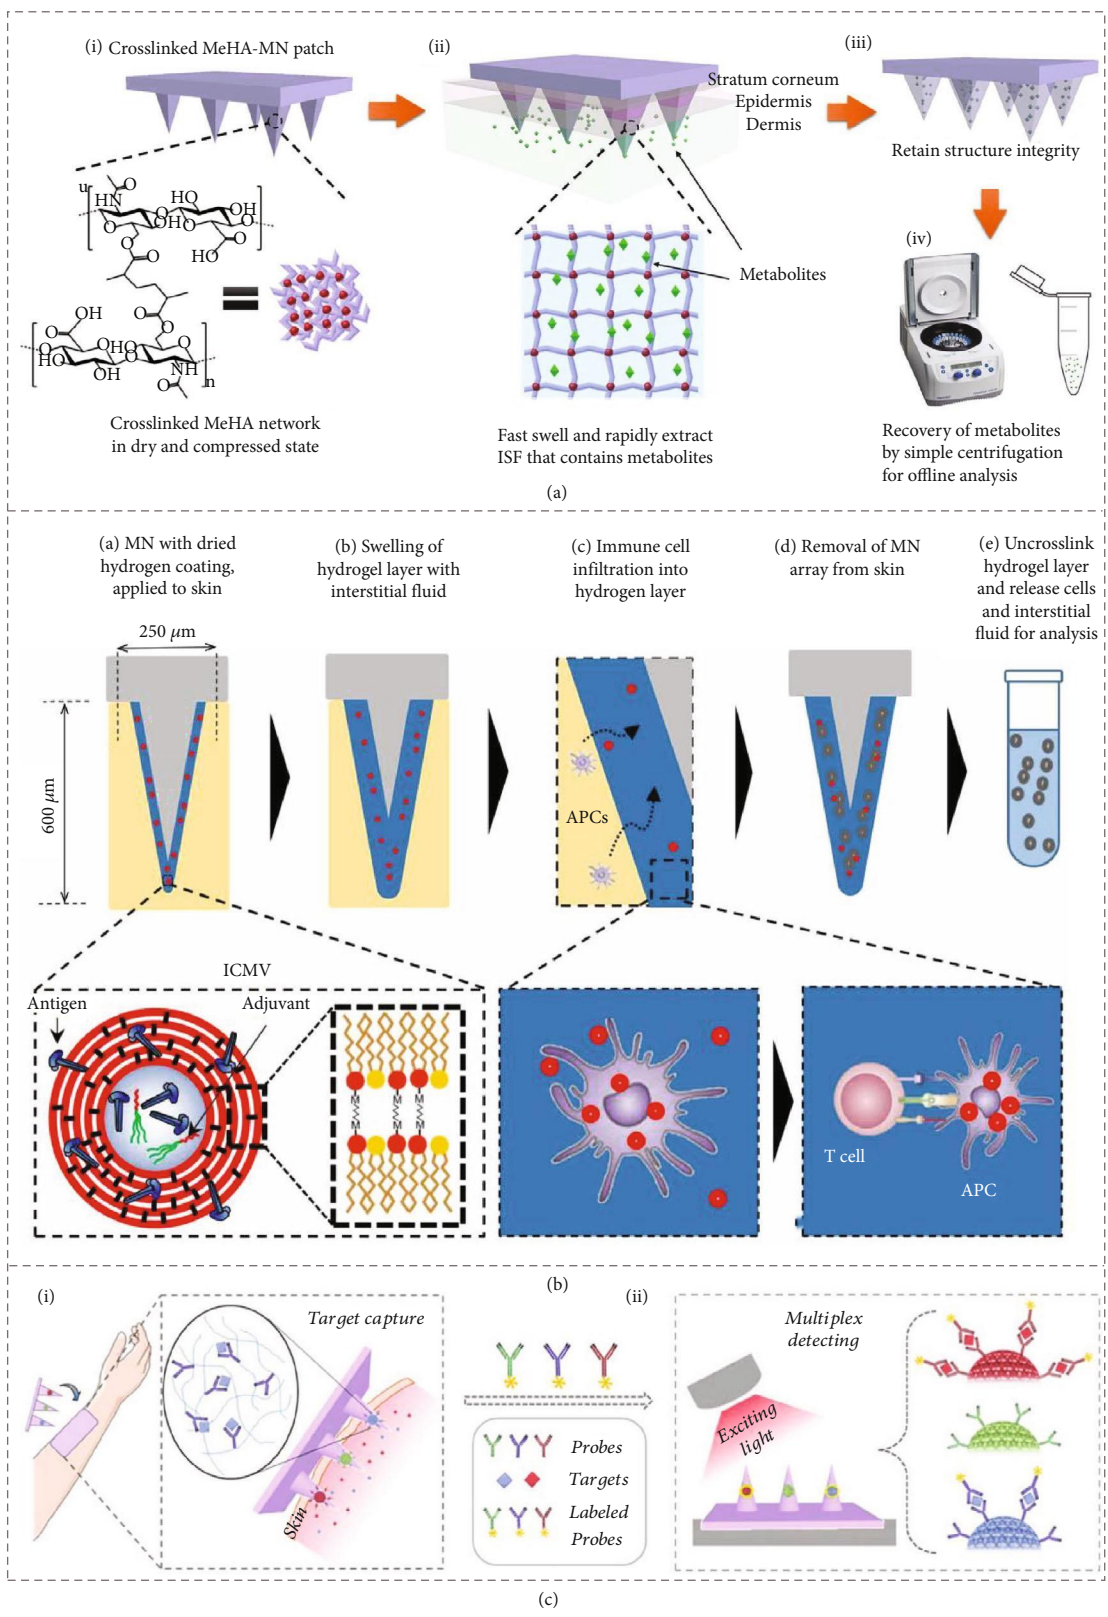 (i) Crosslinked MeHA-MN patch
(ii)
Stratum corneum
Epidermis
Dermis
(iii)
Retain structure integrity
u
HN
O
HO
O
HO
OH
HO
O
O
HO
O
O
O
OH
O
O
HO
HO
OH
O
HO
O
NH
O
n
Crosslinked MeHA network
in dry and compressed state
Metabolites
Fast swell and rapidly extract
ISF that contains metabolites
(iv)
Recovery of metabolites
by simple centrifugation
for offline analysis
(a)
(a) MN with dried
hydrogen coating,
applied to skin
(b) Swelling of
hydrogel layer with
interstitial fluid
(c) Immune cell
infiltration into
hydrogen layer
(d) Removal of MN
array from skin
(e) Uncrosslink
hydrogel layer
and release cells
and interstitial
fluid for analysis
250 μm
600 μm
APCs
ICMV
Antigen
Adjuvant
M M M
M M M
T cell
APC
(b)
(i)
Target capture
Skin
Probes
Targets
Labeled
Probes
(ii)
Multiplex
detecting
Exciting
light
(c)